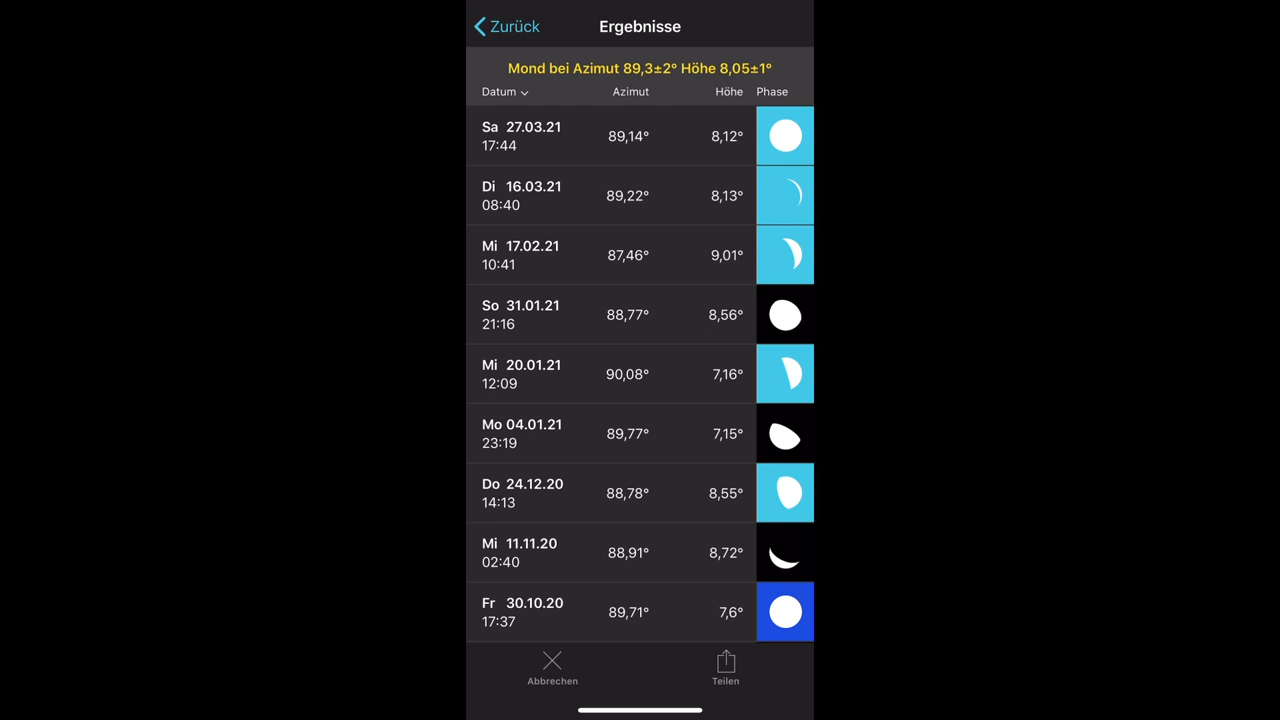 Zurück Ergebnisse
Mond bei Azimut 89,3±2° Höhe 8,05±1°
Datum Azimut Höhe Phase
Sa 27.03.21
17:44 89,14° 8,12°
Di 16.03.21
08:40 89,22° 8,13°
Mi 17.02.21
10:41 87,46° 9,01°
So 31.01.21
21:16 88,77° 8,56°
Mi 20.01.21
12:09 90,08° 7,16°
Mo 04.01.21
23:19 89,77° 7,15°
Do 24.12.20
14:13 88,78° 8,55°
Mi 11.11.20
02:40 88,91° 8,72°
Fr 30.10.20
17:37 89,71° 7,6°
Abbrechen Teilen